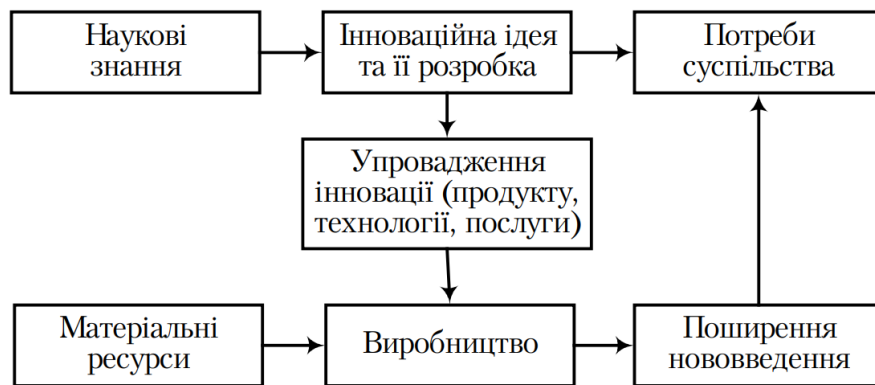 Наукові
знання
Інноваційна ідея
та її розробка
Потреби
суспільства
Упровадження
інновації (продукту,
технології, послуги)
Матеріальні
ресурси
Виробництво
Поширення
нововведення